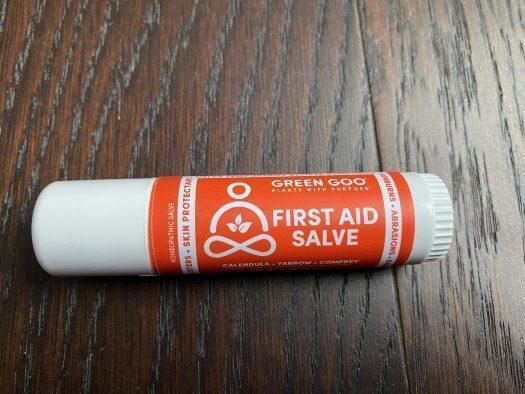 GREEN GOO
PLANTS WITH PURPOSE
FIRST AID
SALVE
CALENDULA + YARROW + COMFREY
HOMEOPATHIC SALVE
SKIN PROTECTANT
ABRASIONS